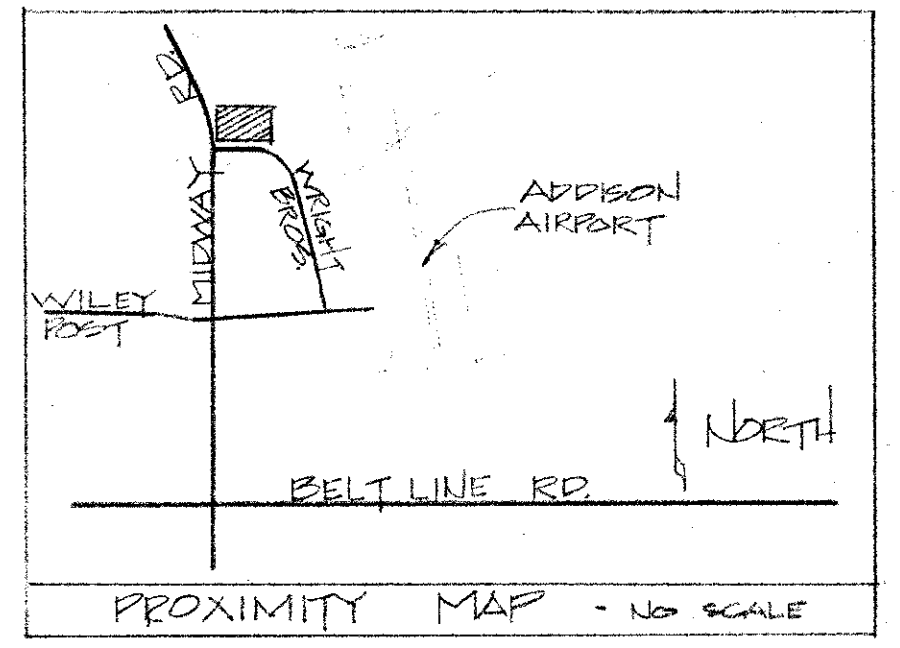 RD.
MIDWAY
WRIGHT
BROS.
ADDISON
AIRPORT
WILEY
POST
NORTH
BELT LINE RD.
PROXIMITY MAP - NO SCALE